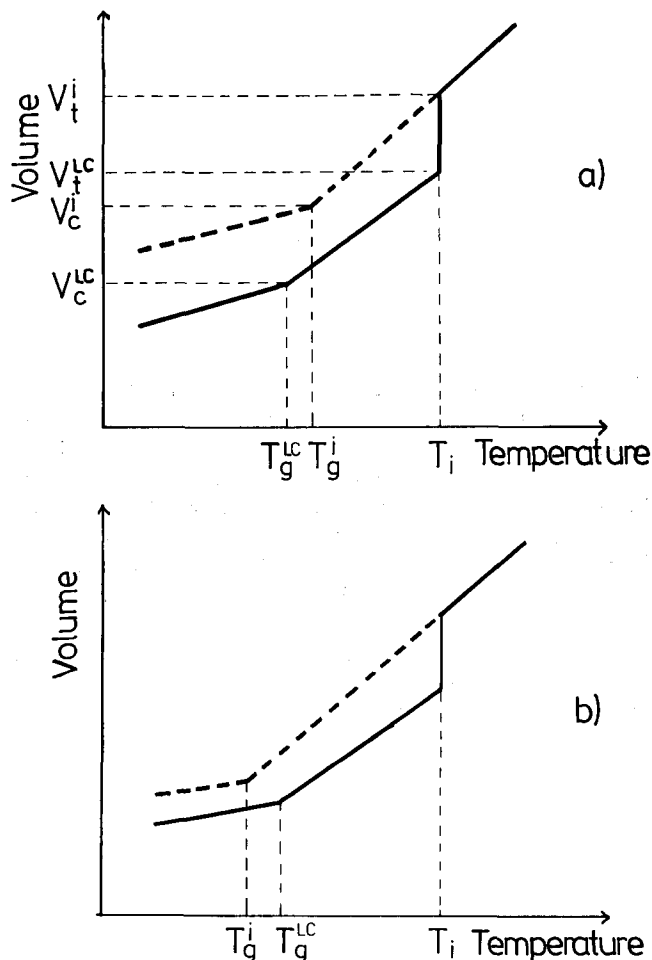 Volume
V_t^i
V_t^LC
V_c^i
V_c^LC
a)
T_g^LC T_g^i T_i Temperature
Volume
b)
T_g^i T_g^LC T_i Temperature